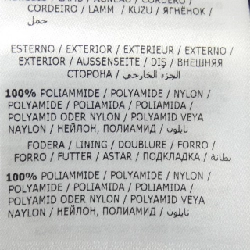 CORDEIRO / LAMM / KUZU / ЯГНЁНОК /
حمل
ESTERNO / EXTERIOR / EXTERIEUR / EXTERNO /
EXTERIOR / AUSSENSEITE / DIŞ / ВНЕШНЯЯ
СТОРОНА / الجزء الخارجي
100% POLIAMMIDE / POLYAMIDE / NYLON /
POLYAMIDE / POLIAMIDA / POLIAMIDA /
POLYAMID ODER NYLON / POLYAMID VEYA
NAYLON / НЕЙЛОН, ПОЛИАМИД / نايلون
FODERA / LINING / DOUBLURE / FORRO /
FORRO / FUTTER / ASTAR / ПОДКЛАДКА / بطانة
100% POLIAMMIDE / POLYAMIDE / NYLON /
POLYAMIDE / POLIAMIDA / POLIAMIDA /
POLYAMID ODER NYLON / POLYAMID VEYA
NAYLON / НЕЙЛОН, ПОЛИАМИД / نايلون